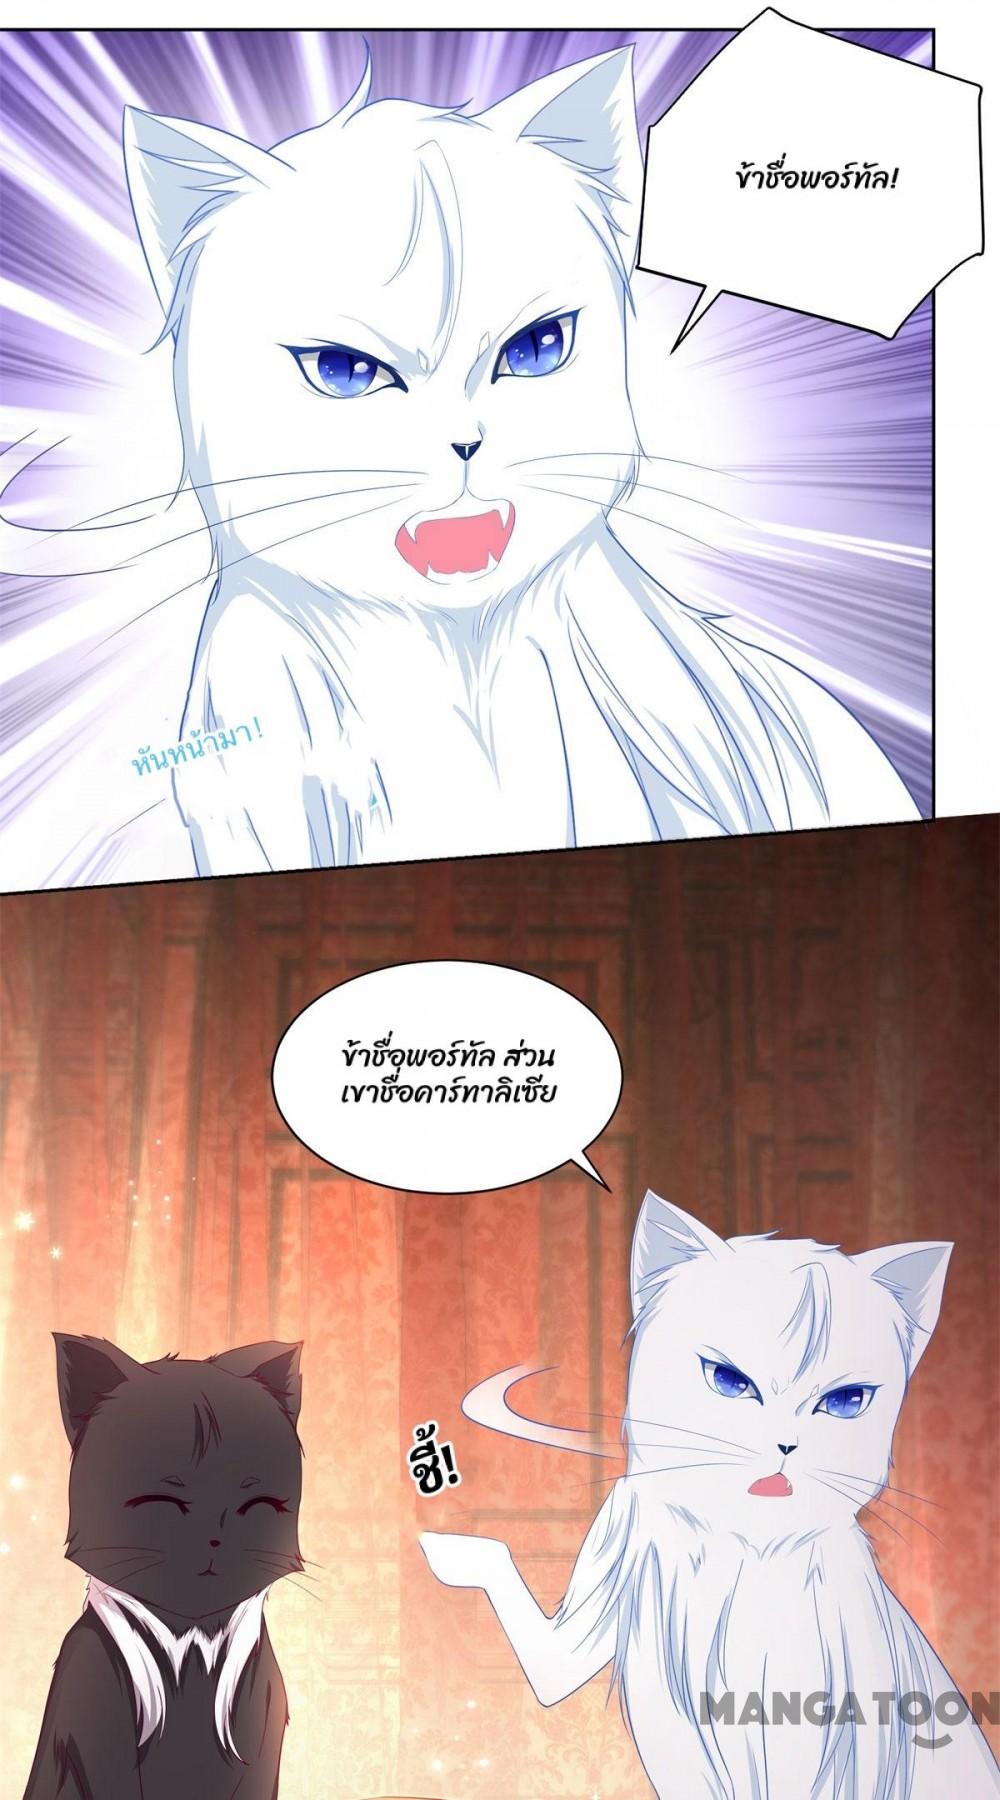 ข้าชื่อพอร์ทัล!
หันหน้ามา!
ข้าชื่อพอร์ทัล ส่วน
เขาชื่อคาร์ทาลิเซีย
ชี้!
MANGATOON